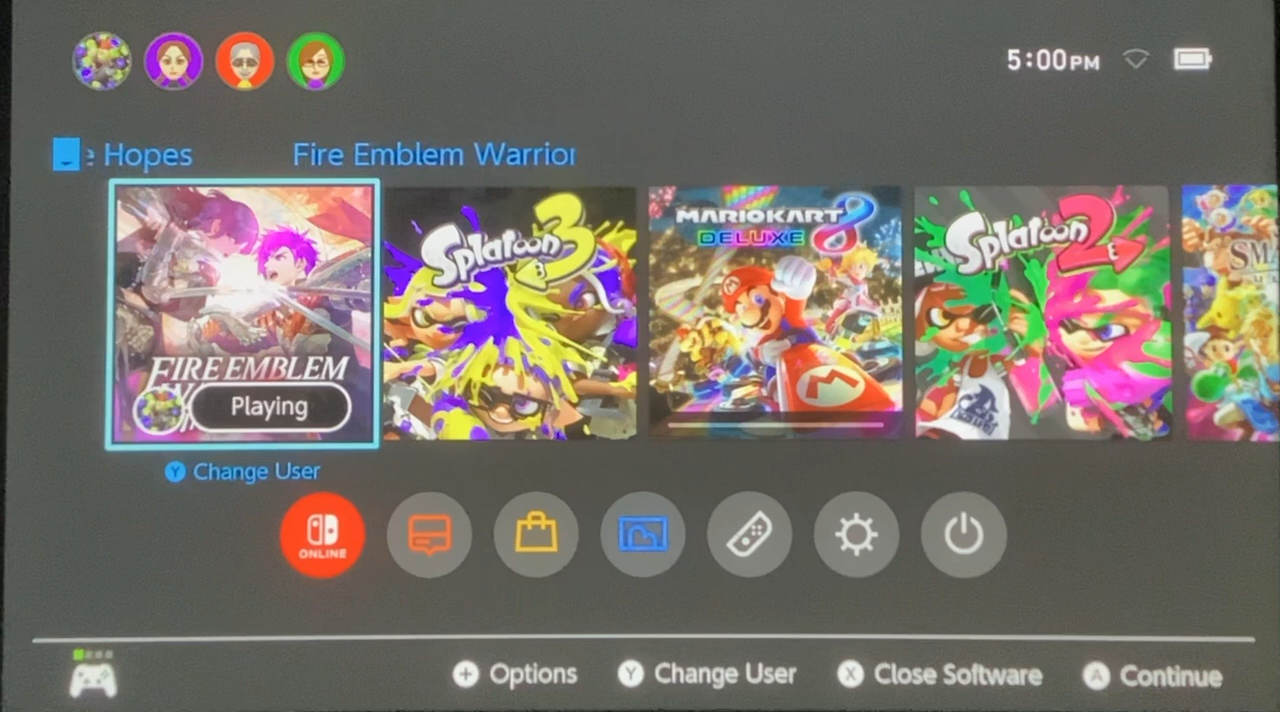 5:00PM
e Hopes Fire Emblem Warrior
FIRE EMBLEM
Playing
Splatoon 3
MARIOKART 8
DELUXE
Splatoon 2
SM
Y Change User
ONLINE
+ Options Y Change User X Close Software A Continue